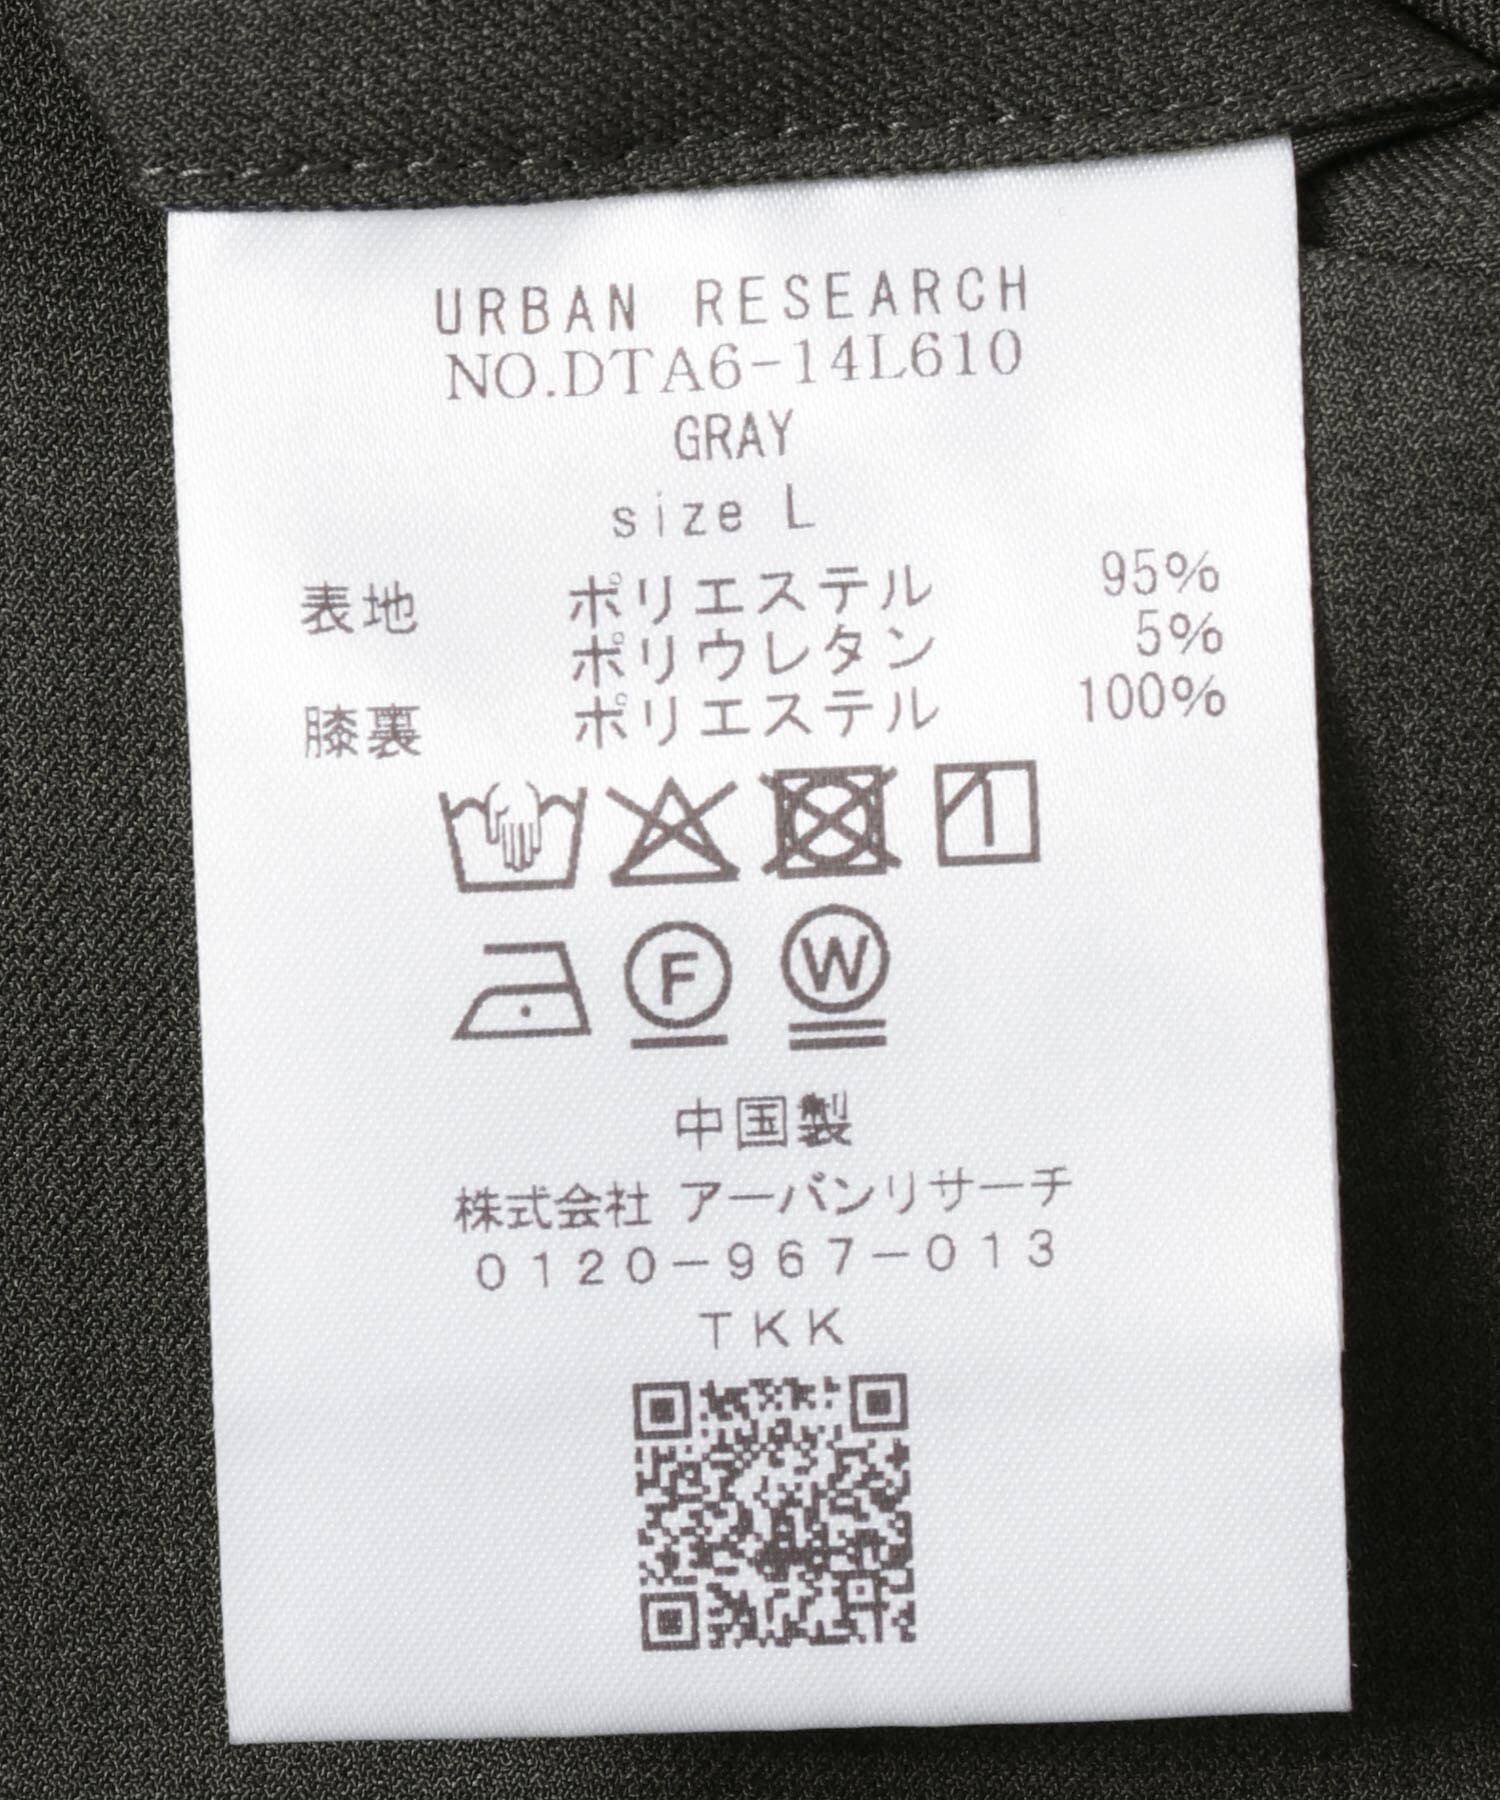 URBAN RESEARCH
NO.DTA6-14L610
GRAY
size L
表地 ポリエステル 95%
ポリウレタン 5%
膝裏 ポリエステル 100%
F W
中国製
株式会社 アーバンリサーチ
0120-967-013
TKK